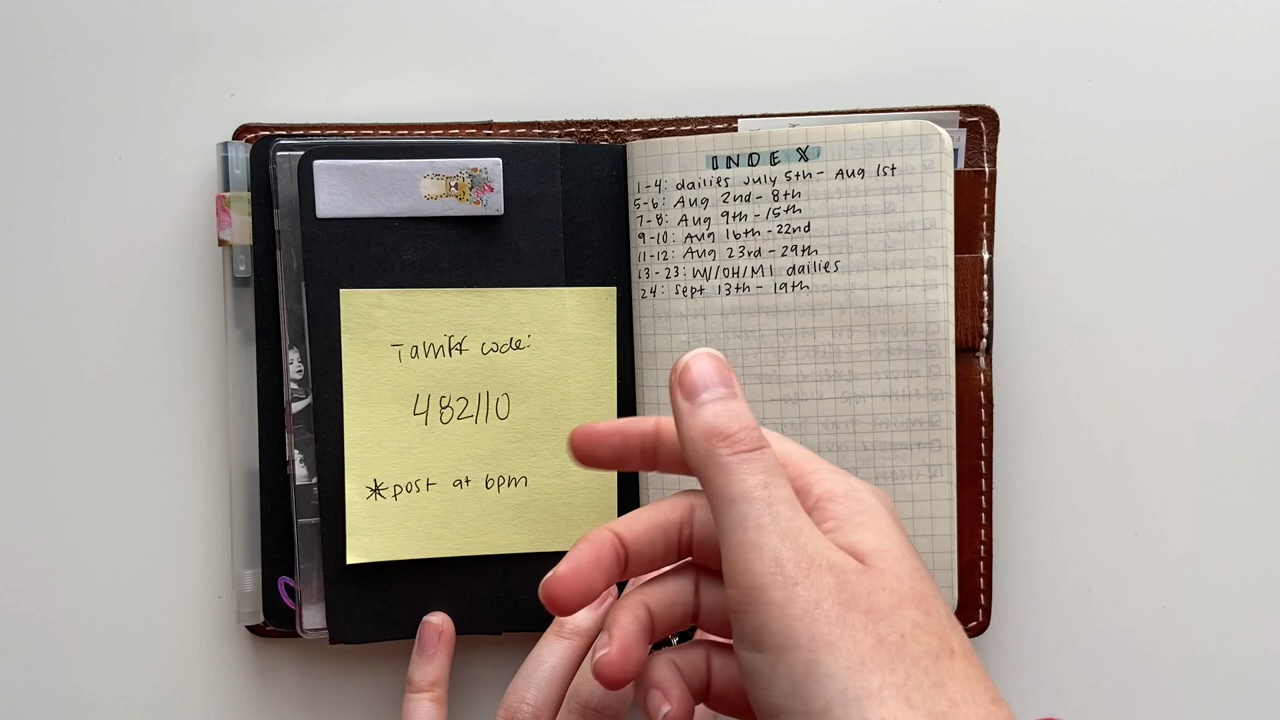 Tariff code:
482110
*post at 6pm
INDEX
1-4: dailies July 5th - Aug 1st
5-6: Aug 2nd - 8th
7-8: Aug 9th - 15th
9-10: Aug 16th - 22nd
11-12: Aug 23rd - 29th
13-23: WI/OH/MI dailies
24: Sept 13th - 19th